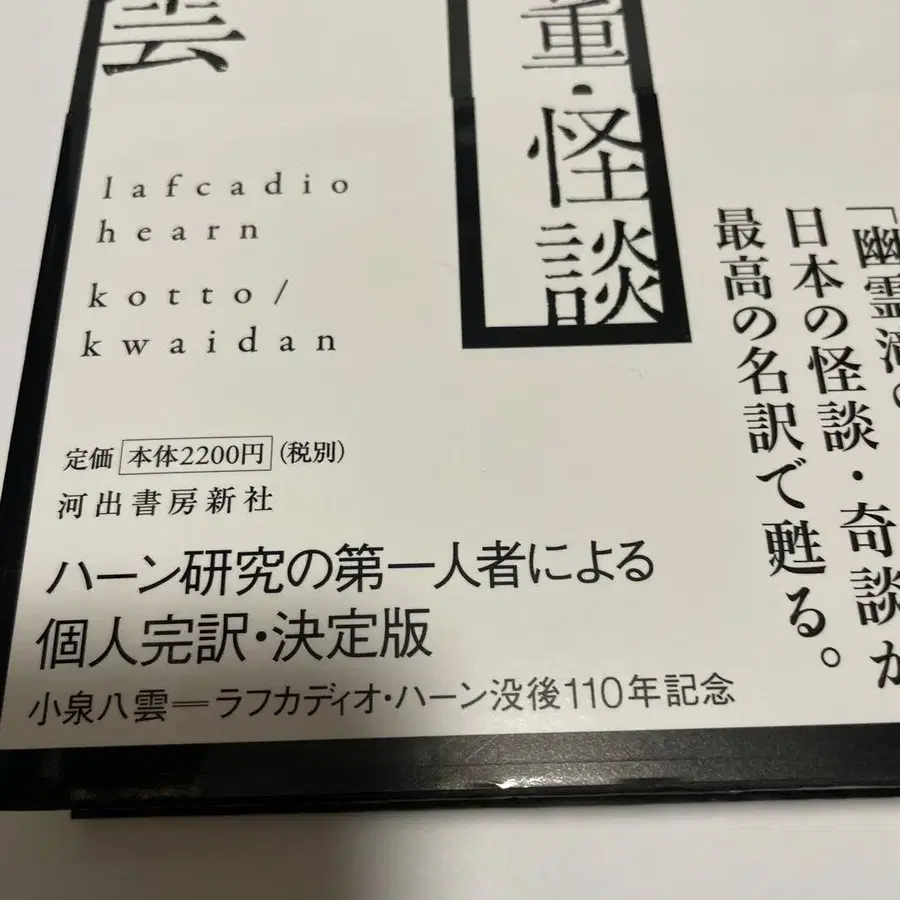 雲
董・怪談
lafcadio
hearn
kotto/
kwaidan
「幽霊滝の
日本の怪談・奇談が
最高の名訳で甦る。
定価 本体2200円 (税別)
河出書房新社
ハーン研究の第一人者による
個人完訳・決定版
小泉八雲＝ラフカディオ・ハーン没後110年記念